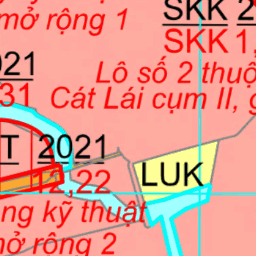 mở rộng 1
SKK 2
SKK 1,
021
31
Lô số 2 thuộ
Cát Lái cụm II, g
T 2021
12,22
LUK
ng kỹ thuật
mở rộng 2